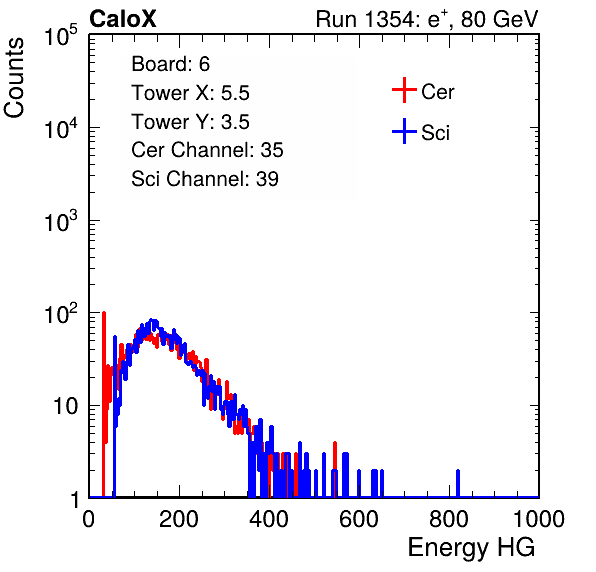 CaloX Run 1354: e⁺, 80 GeV
Counts
10⁵
10⁴
10³
10²
10
1
Board: 6
Tower X: 5.5
Tower Y: 3.5
Cer Channel: 35
Sci Channel: 39
Cer
Sci
0 200 400 600 800 1000
Energy HG